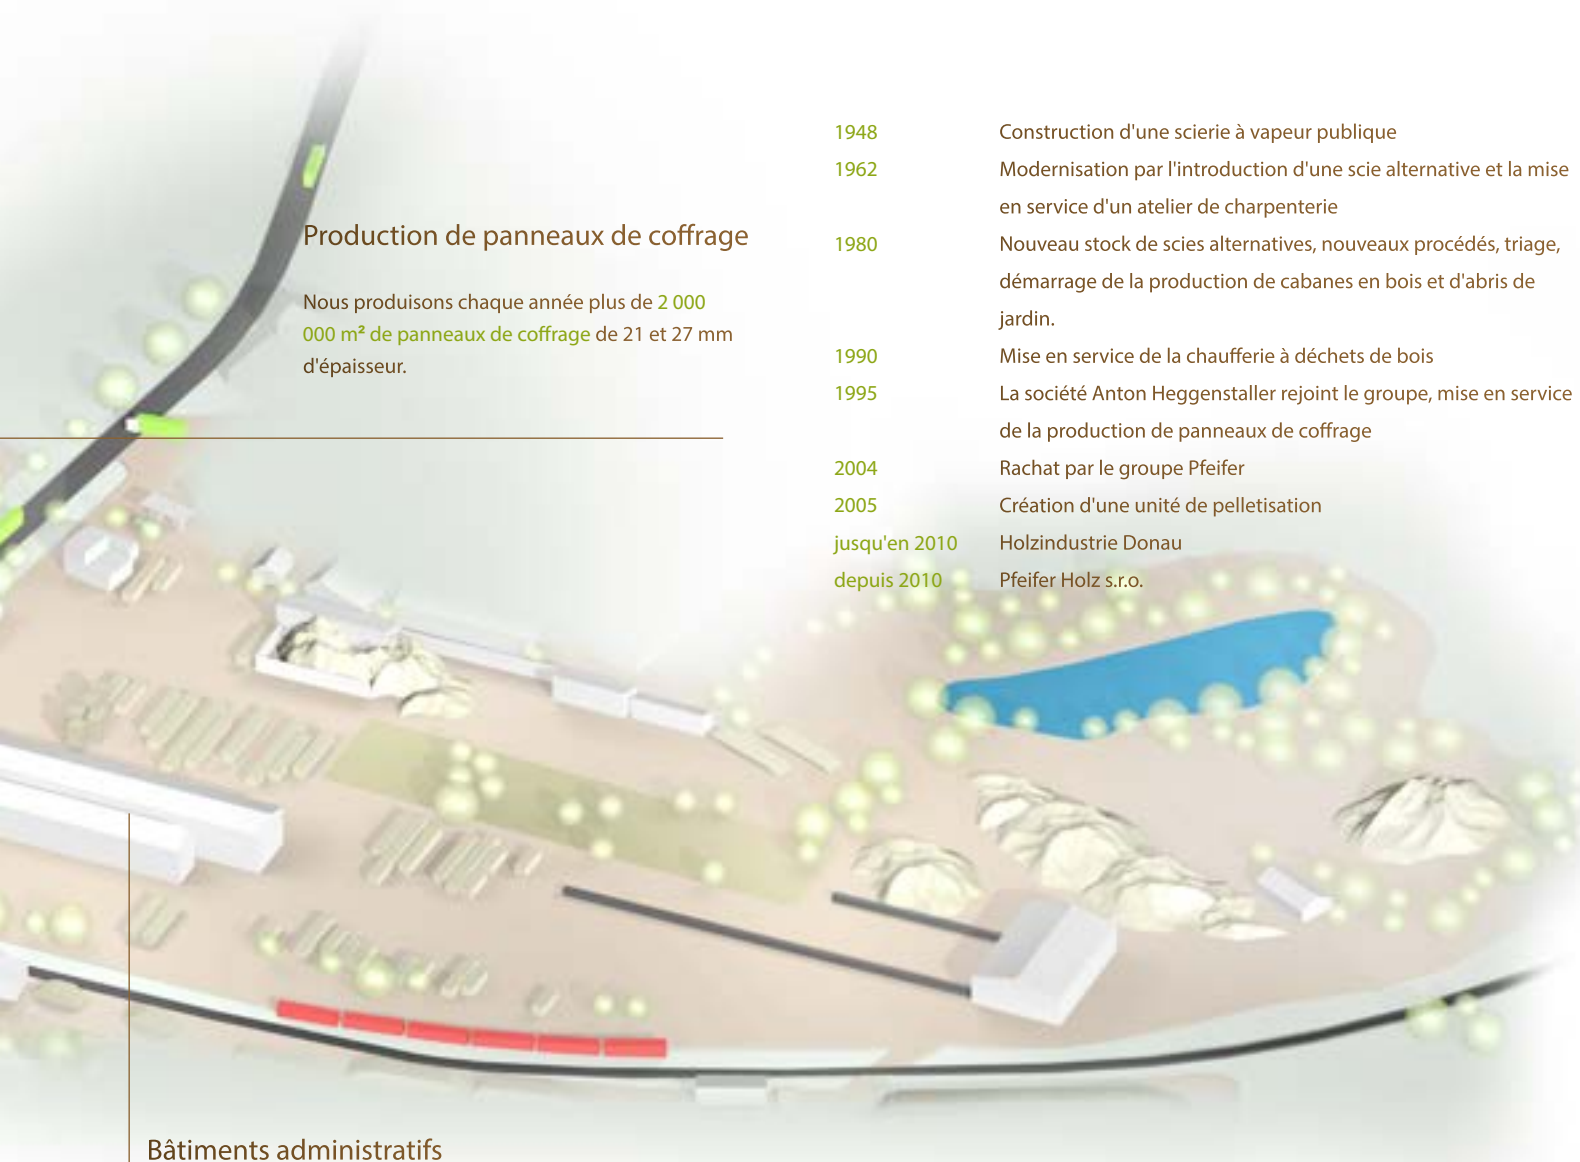 Production de panneaux de coffrage
Nous produisons chaque année plus de 2 000
000 m² de panneaux de coffrage de 21 et 27 mm
d'épaisseur.
1948 Construction d'une scierie à vapeur publique
1962 Modernisation par l'introduction d'une scie alternative et la mise
en service d'un atelier de charpenterie
1980 Nouveau stock de scies alternatives, nouveaux procédés, triage,
démarrage de la production de cabanes en bois et d'abris de
jardin.
1990 Mise en service de la chaufferie à déchets de bois
1995 La société Anton Heggenstaller rejoint le groupe, mise en service
de la production de panneaux de coffrage
2004 Rachat par le groupe Pfeifer
2005 Création d'une unité de pelletisation
jusqu'en 2010 Holzindustrie Donau
depuis 2010 Pfeifer Holz s.r.o.
Bâtiments administratifs